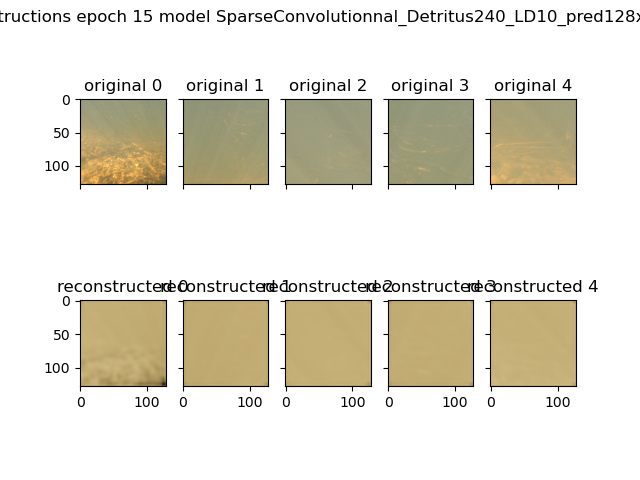 tructions epoch 15 model SparseConvolutionnal_Detritus240_LD10_pred128x
original 0 original 1 original 2 original 3 original 4
0
50
100
reconstructed 0 reconstructed 1 reconstructed 2 reconstructed 3 reconstructed 4
0
50
100
0 100 0 100 0 100 0 100 0 100